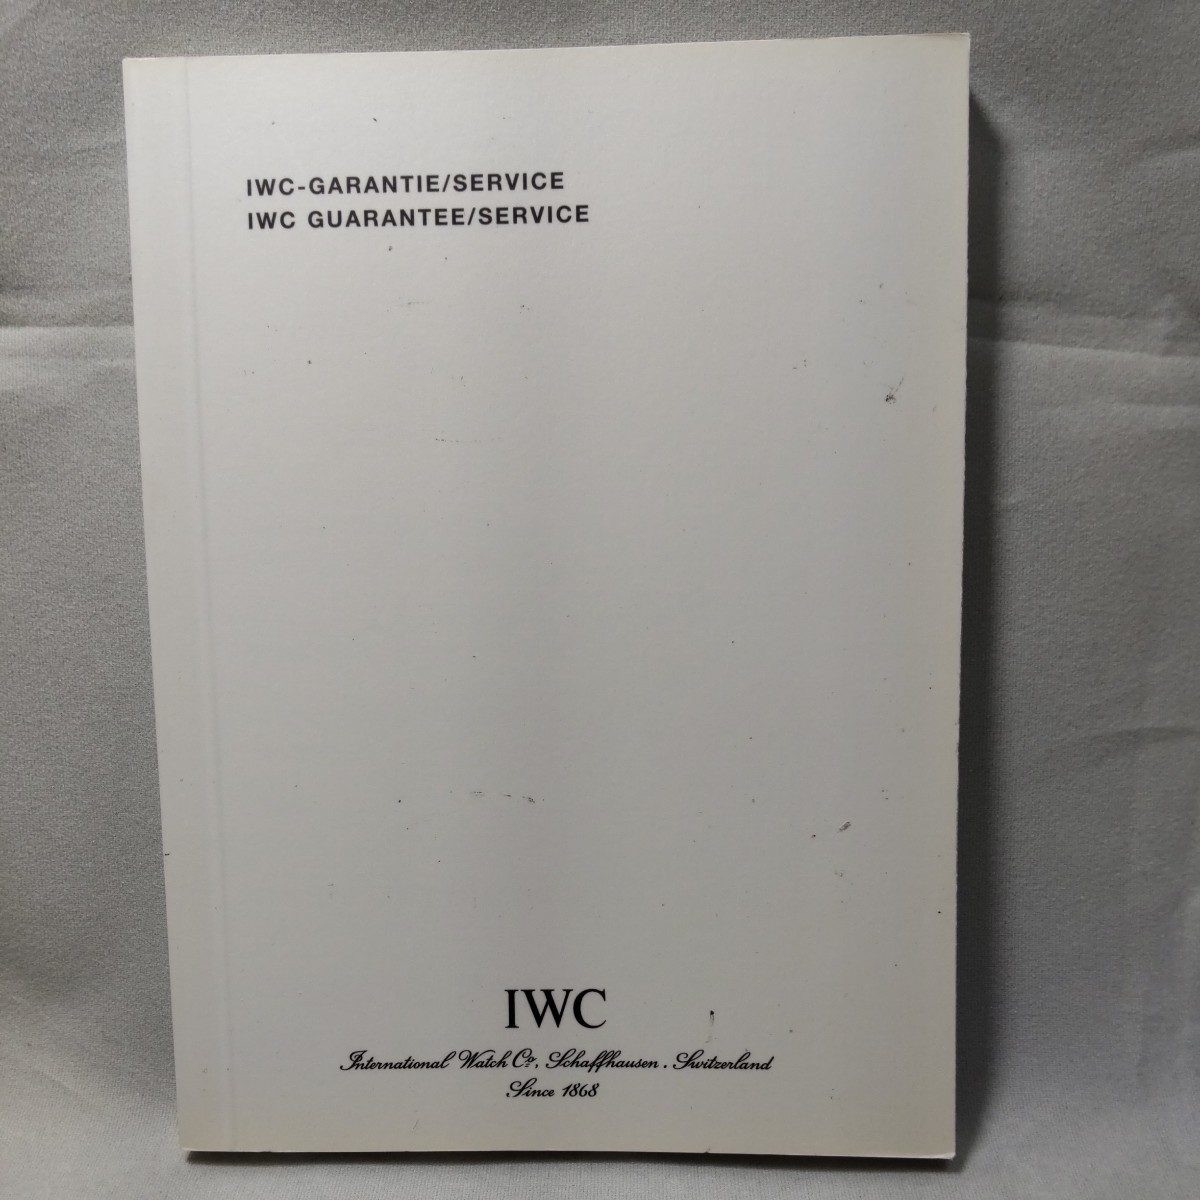 IWC-GARANTIE/SERVICE
IWC GUARANTEE/SERVICE
IWC
International Watch Co., Schaffhausen. Switzerland
Since 1868